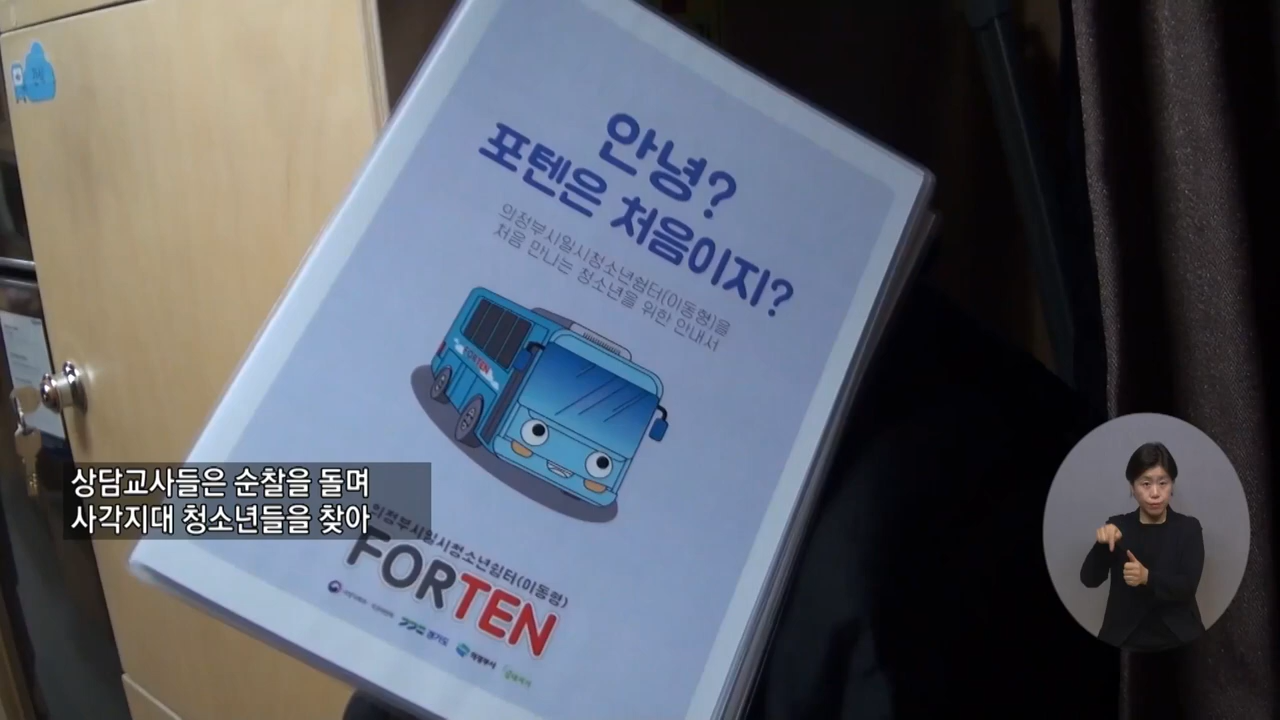 안녕?
포텐은 처음이지?
의정부시일시청소년쉼터(이동형)을
처음 만나는 청소년을 위한 안내서
FORTEN
상담교사들은 순찰을 돌며
사각지대 청소년들을 찾아
의정부시일시청소년쉼터(이동형)
FORTEN
경기도
의정부시